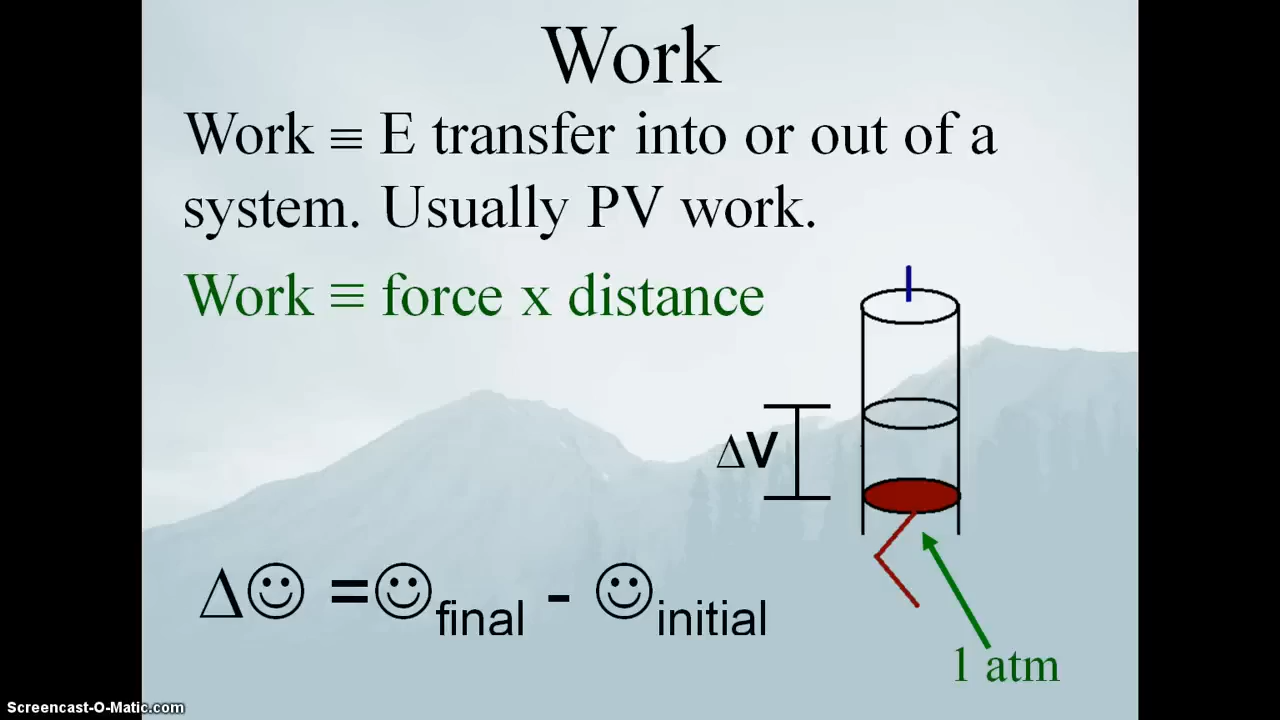 Work
Work ≡ E transfer into or out of a
system. Usually PV work.
Work ≡ force x distance
ΔV
Δ☺ =☺final - ☺initial
1 atm
Screencast-O-Matic.com